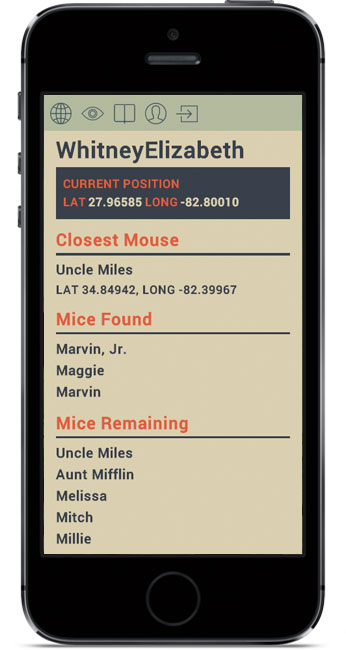 WhitneyElizabeth
CURRENT POSITION
LAT 27.96585 LONG -82.80010
Closest Mouse
Uncle Miles
LAT 34.84942, LONG -82.39967
Mice Found
Marvin, Jr.
Maggie
Marvin
Mice Remaining
Uncle Miles
Aunt Mifflin
Melissa
Mitch
Millie